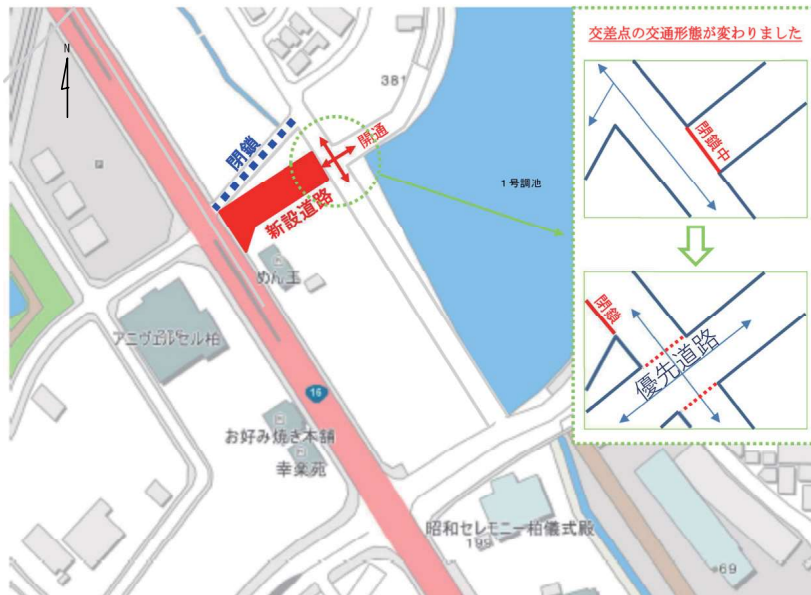 交差点の交通形態が変わりました
N
381
閉鎖
開通
閉鎖中
1号調池
新設道路
P
めん王
アニヴェルセル柏
276
16
閉鎖
優先道路
お好み焼き本舗
幸楽苑
昭和セレモニー柏儀式殿
199
69